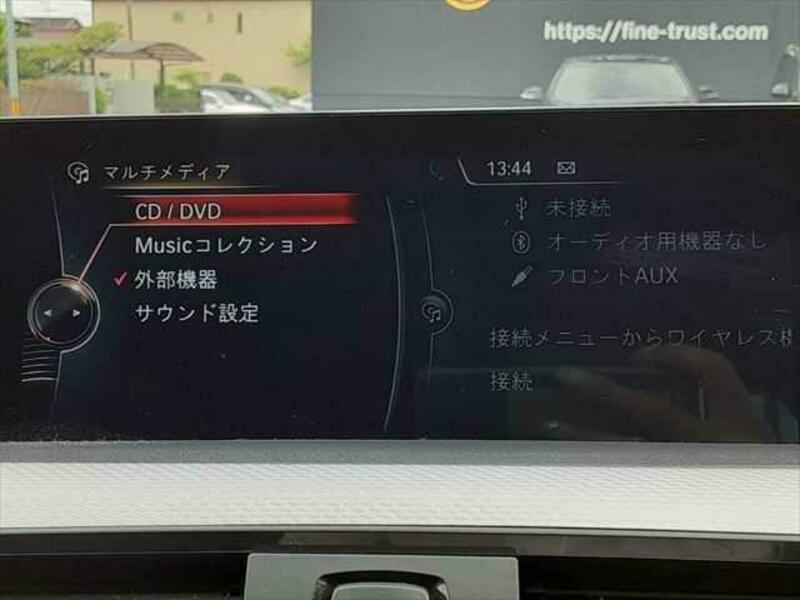 https://fine-trust.com
マルチメディア
CD / DVD
Musicコレクション
外部機器
サウンド設定
13:44
未接続
オーディオ用機器なし
フロントAUX
接続メニューからワイヤレス機
接続